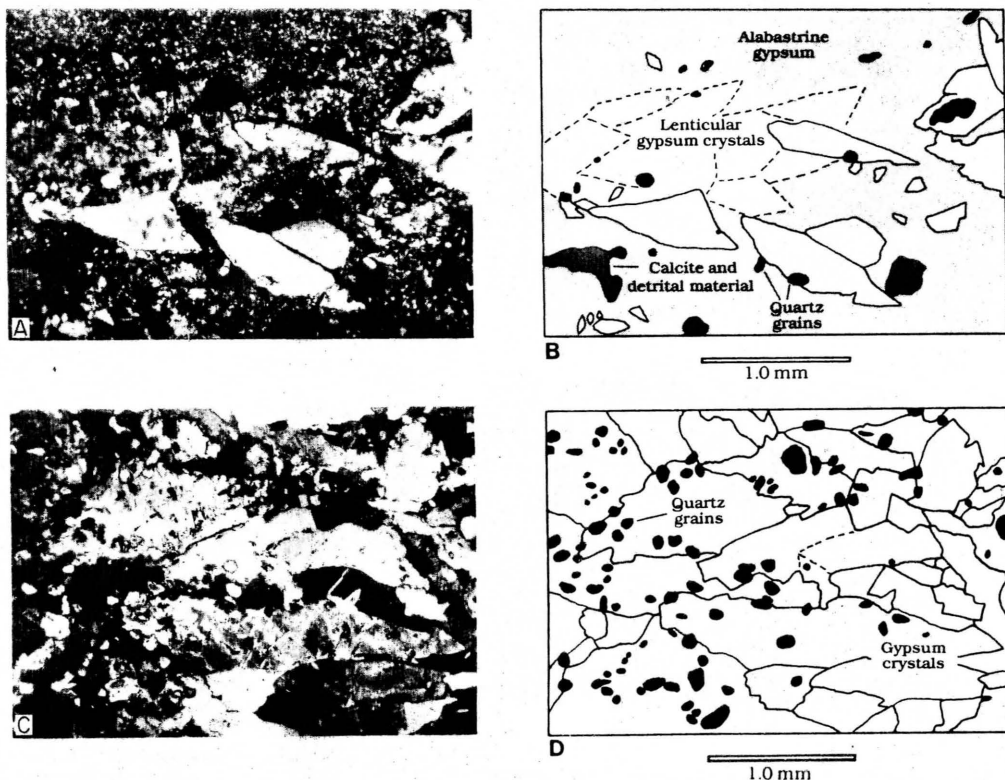 Alabastrine
gypsum
Lenticular
gypsum crystals
Calcite and
detrital material
Quartz
grains
A
B
1.0 mm
Quartz
grains
Gypsum
crystals
C
D
1.0 mm